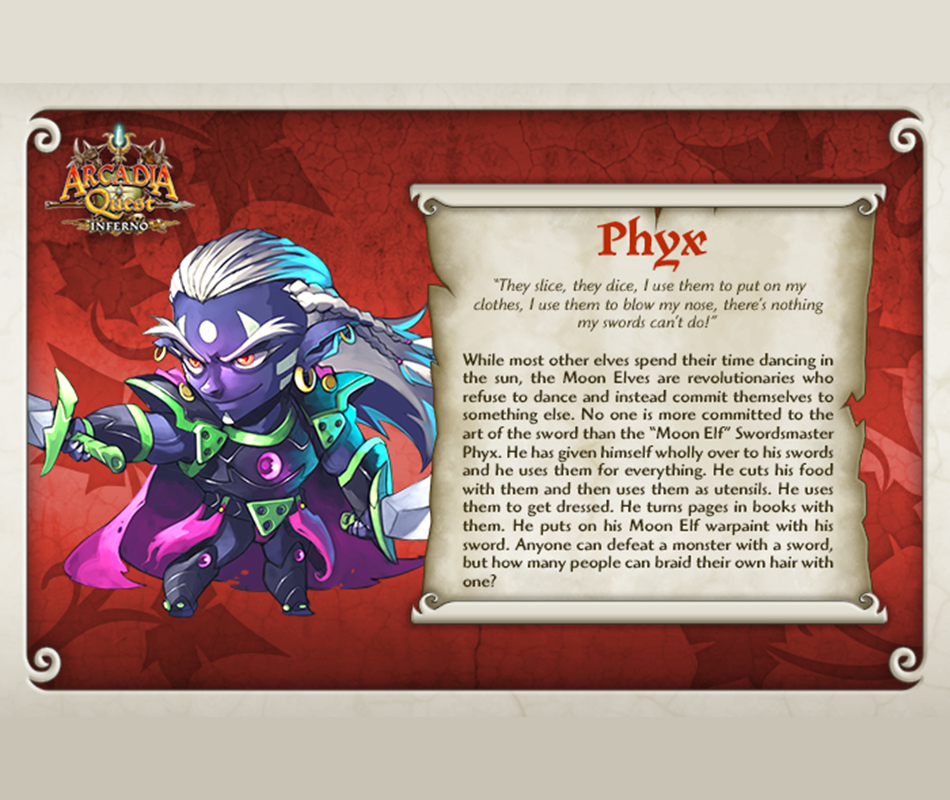 ARCADIA
Quest
INFERNO
Phyx
"They slice, they dice, I use them to put on my
clothes, I use them to blow my nose, there's nothing
my swords can't do!"
While most other elves spend their time dancing in
the sun, the Moon Elves are revolutionaries who
refuse to dance and instead commit themselves to
something else. No one is more committed to the
art of the sword than the "Moon Elf" Swordsmaster
Phyx. He has given himself wholly over to his swords
and he uses them for everything. He cuts his food
with them and then uses them as utensils. He uses
them to get dressed. He turns pages in books with
them. He puts on his Moon Elf warpaint with his
sword. Anyone can defeat a monster with a sword,
but how many people can braid their own hair with
one?